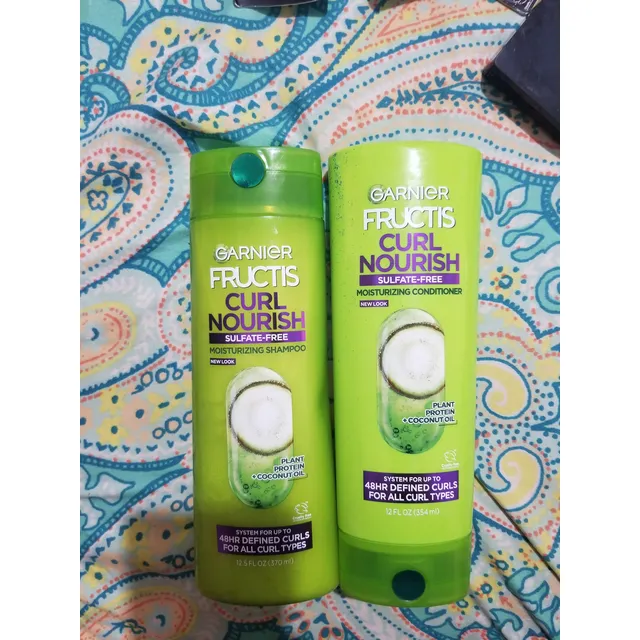 GARNIER
FRUCTIS
CURL
NOURISH
SULFATE-FREE
MOISTURIZING SHAMPOO
NEW LOOK
PLANT
PROTEIN
+ COCONUT OIL
SYSTEM FOR UP TO
48HR DEFINED CURLS
FOR ALL CURL TYPES
12.5 FL OZ (370 ml)
GARNIER
FRUCTIS
CURL
NOURISH
SULFATE-FREE
MOISTURIZING CONDITIONER
NEW LOOK
PLANT
PROTEIN
+ COCONUT OIL
SYSTEM FOR UP TO
48HR DEFINED CURLS
FOR ALL CURL TYPES
12 FL OZ (354 ml)